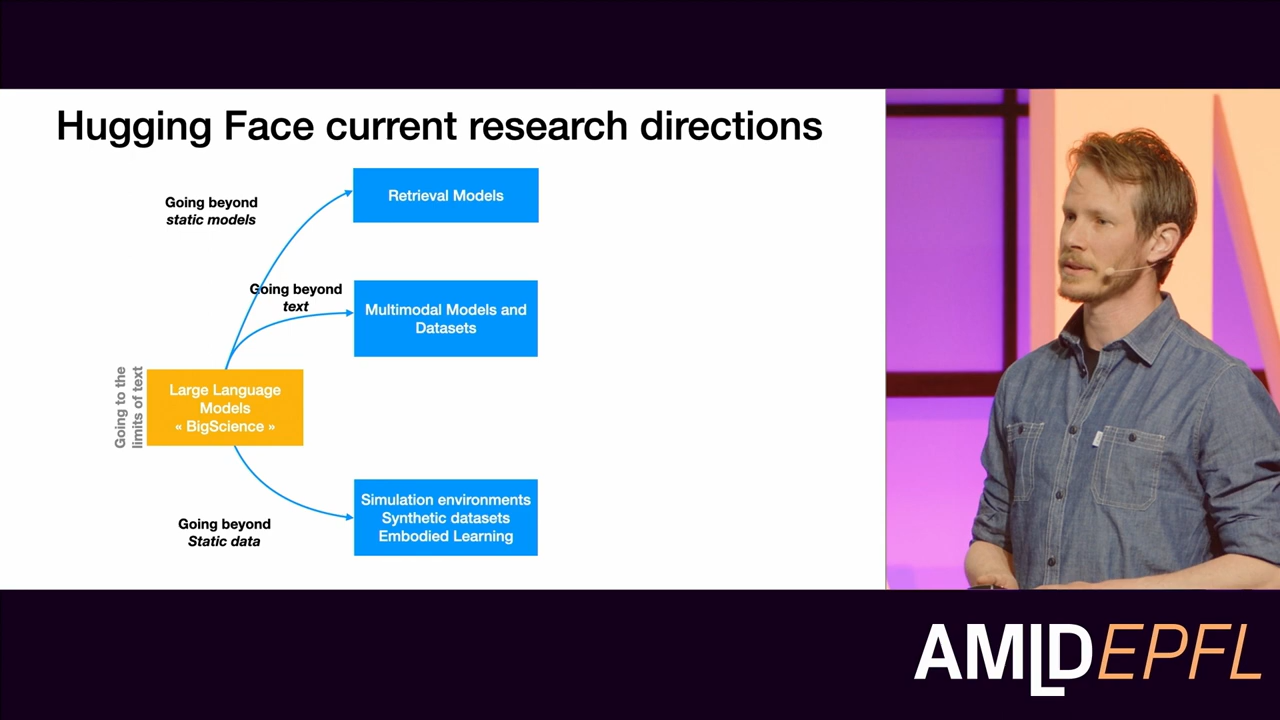 Hugging Face current research directions
Going beyond
static models
Retrieval Models
Going beyond
text
Multimodal Models and
Datasets
Going to the
limits of text
Large Language
Models
« BigScience »
Going beyond
Static data
Simulation environments
Synthetic datasets
Embodied Learning
AMLDEPFL